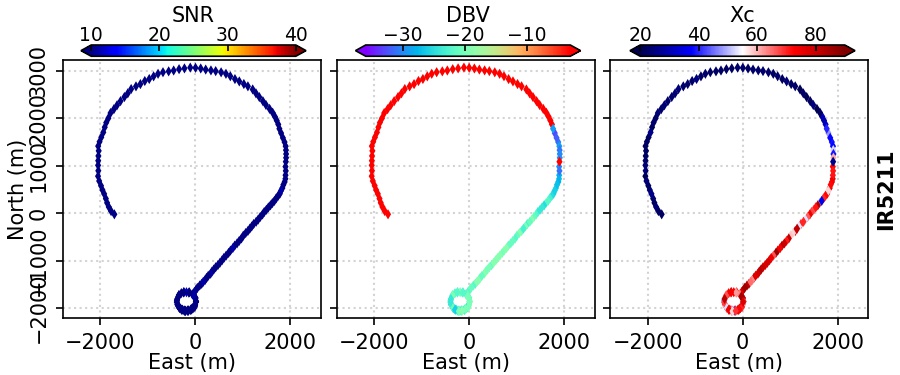 SNR DBV Xc
10 20 30 40 −30 −20 −10 20 40 60 80
North (m)
3000
2000
1000
0
−1000
−2000
−2000 0 2000 −2000 0 2000 −2000 0 2000
East (m) East (m) East (m)
IR5211